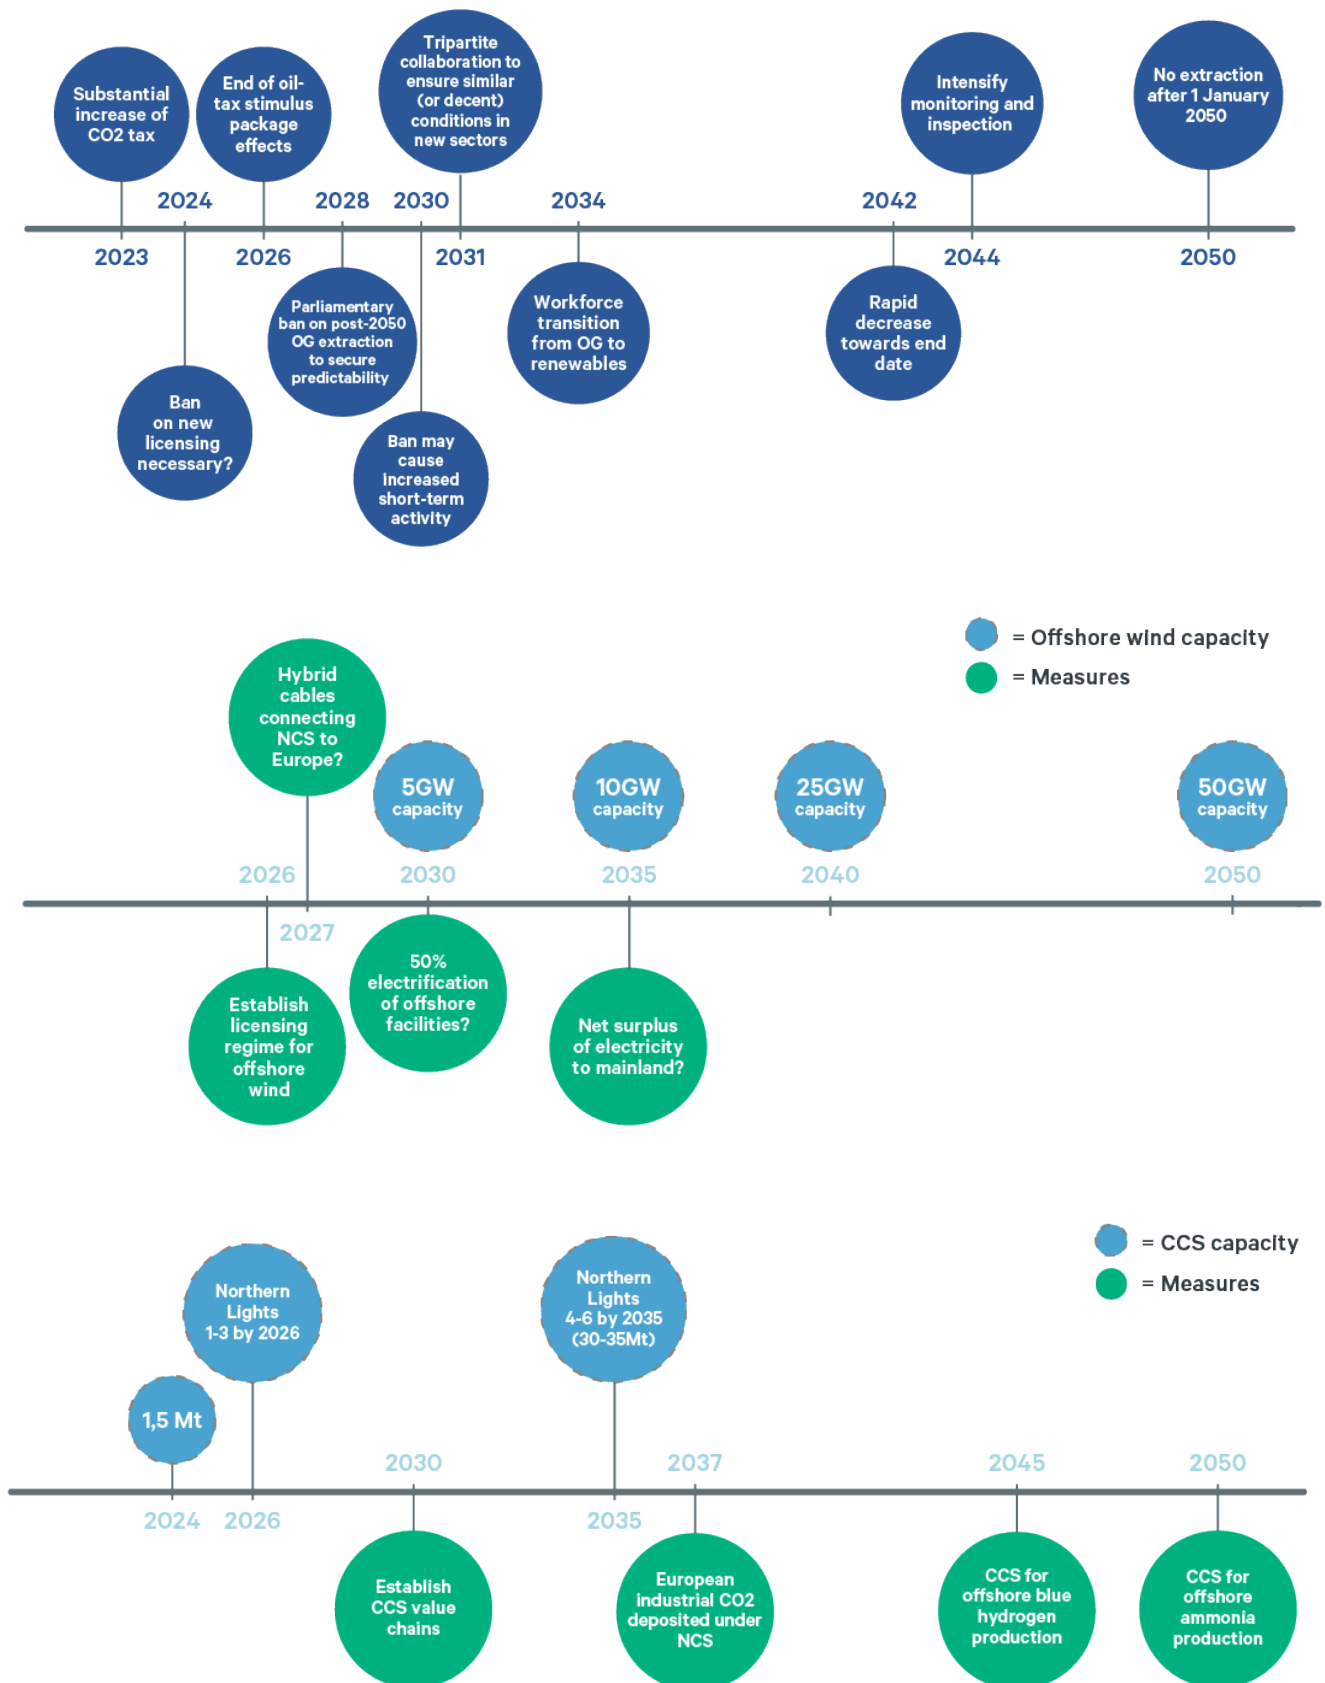 Substantial
increase of
CO2 tax
End of oil-
tax stimulus
package
effects
Tripartite
collaboration to
ensure similar
(or decent)
conditions in
new sectors
Intensify
monitoring and
inspection
No extraction
after 1 January
2050
2024
2028
2030
2034
2042
2023
2026
2031
2044
2050
Ban
on new
licensing
necessary?
Parliamentary
ban on post-2050
OG extraction
to secure
predictability
Ban may
cause
increased
short-term
activity
Workforce
transition
from OG to
renewables
Rapid
decrease
towards end
date
= Offshore wind capacity
= Measures
Hybrid
cables
connecting
NCS to
Europe?
5GW
capacity
10GW
capacity
25GW
capacity
50GW
capacity
2026
2030
2035
2040
2050
2027
Establish
licensing
regime for
offshore
wind
50%
electrification
of offshore
facilities?
Net surplus
of electricity
to mainland?
= CCS capacity
= Measures
Northern
Lights
1-3 by 2026
Northern
Lights
4-6 by 2035
(30-35Mt)
1,5 Mt
2030
2037
2045
2050
2024
2026
2035
Establish
CCS value
chains
European
industrial CO2
deposited under
NCS
CCS for
offshore blue
hydrogen
production
CCS for
offshore
ammonia
production